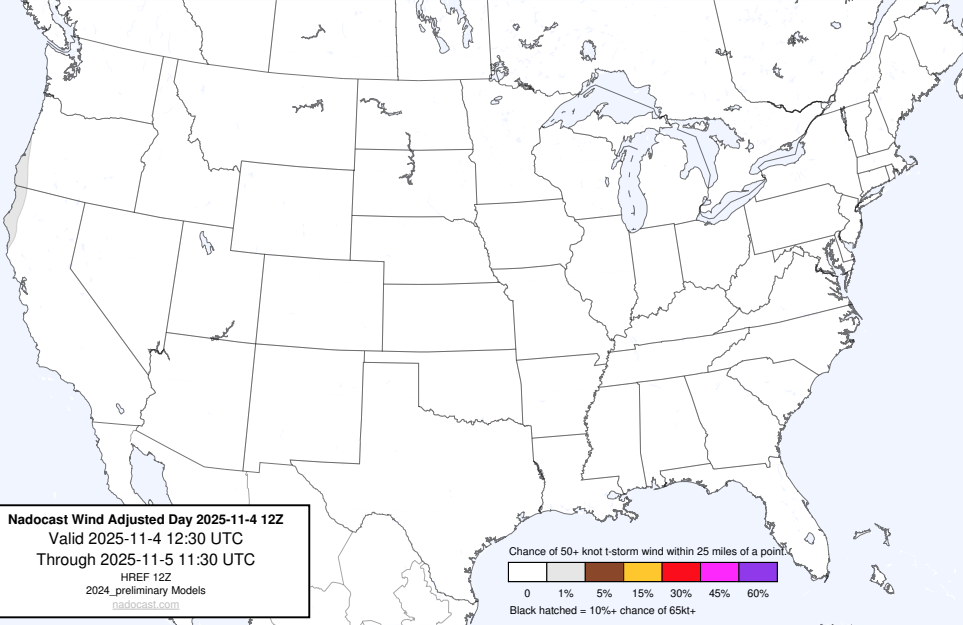 Nadocast Wind Adjusted Day 2025-11-4 12Z
Valid 2025-11-4 12:30 UTC
Through 2025-11-5 11:30 UTC
HREF 12Z
2024_preliminary Models
nadocast.com
Chance of 50+ knot t-storm wind within 25 miles of a point.
0 1% 5% 15% 30% 45% 60%
Black hatched = 10%+ chance of 65kt+